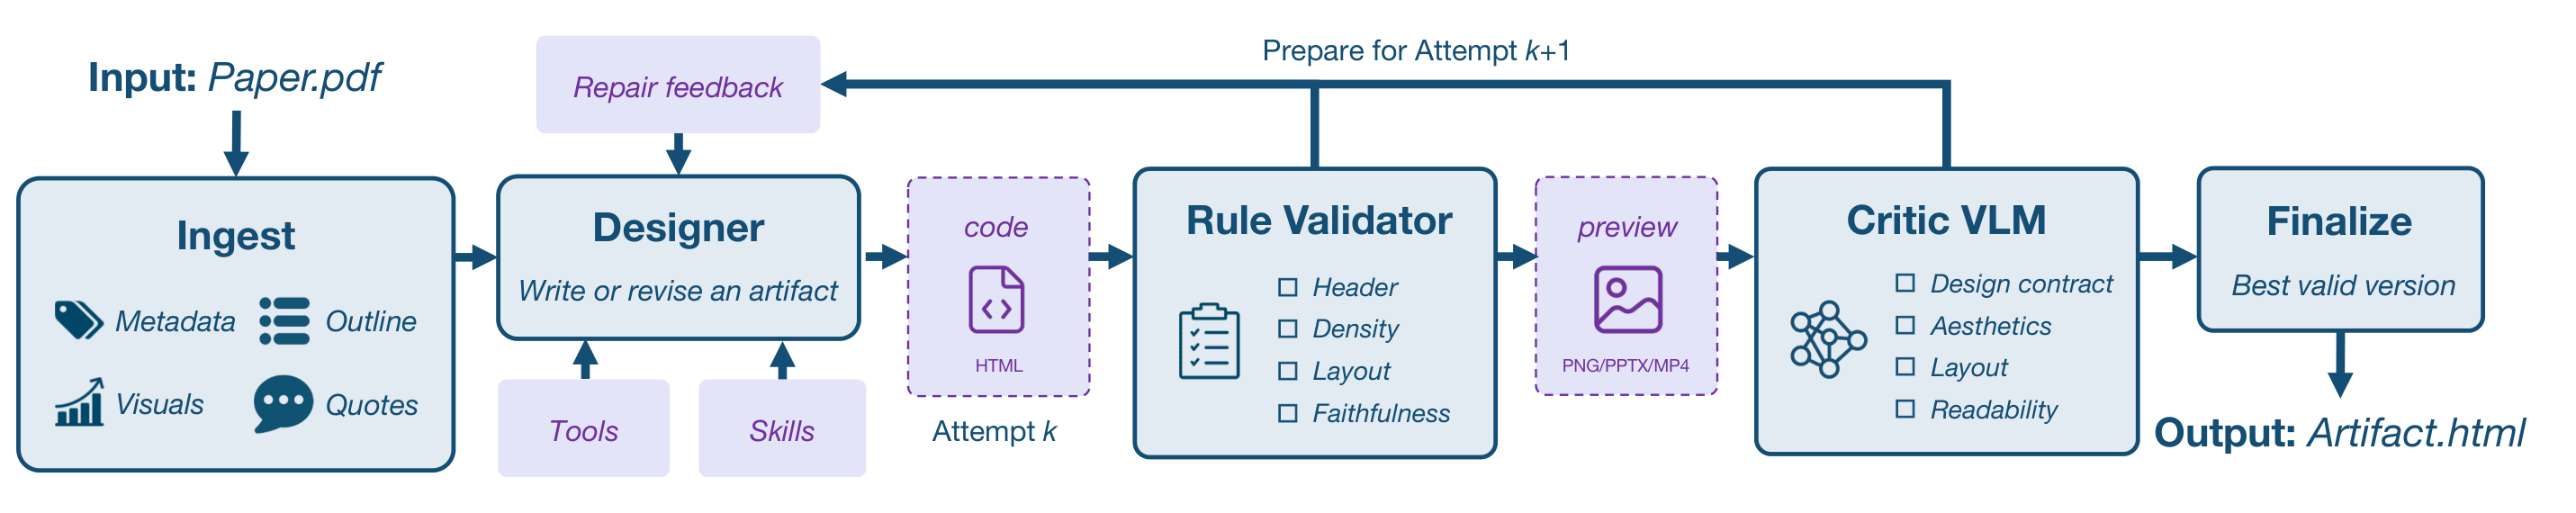 Input: Paper.pdf
Ingest
Metadata
Outline
Visuals
Quotes
Repair feedback
Designer
Write or revise an artifact
Tools
Skills
code
HTML
Attempt k
Prepare for Attempt k+1
Rule Validator
Header
Density
Layout
Faithfulness
preview
PNG/PPTX/MP4
Critic VLM
Design contract
Aesthetics
Layout
Readability
Finalize
Best valid version
Output: Artifact.html